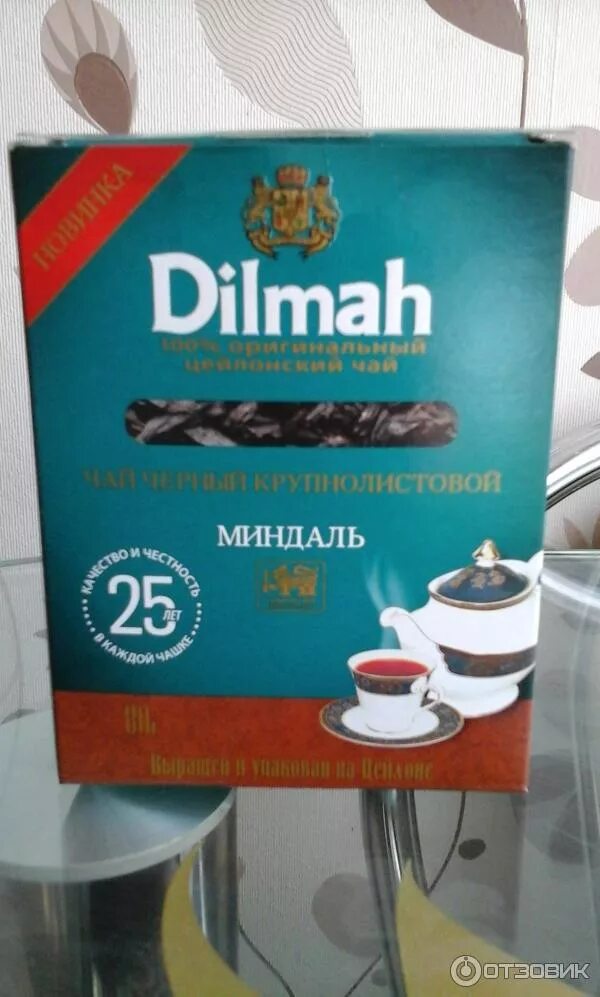 НОВИНКА
Dilmah
100% оригинальный
цейлонский чай
ЧАЙ ЧЕРНЫЙ КРУПНОЛИСТОВОЙ
МИНДАЛЬ
КАЧЕСТВО И ЧЕСТНОСТЬ
25 ЛЕТ
В КАЖДОЙ ЧАШКЕ
Выращен и упакован на Цейлоне
ОТЗОВИК